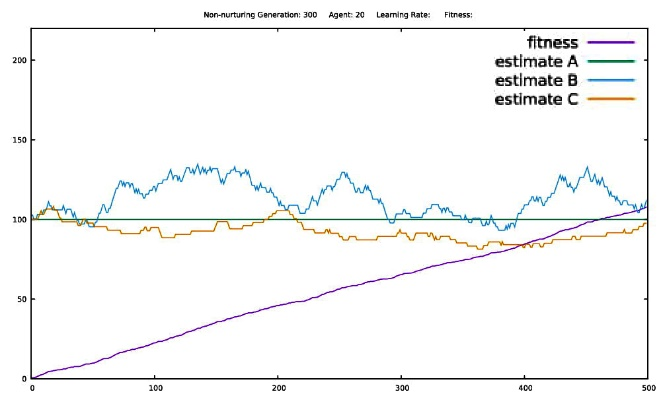 Non-nurturing Generation: 300 Agent: 20 Learning Rate: Fitness:
fitness
estimate A
estimate B
estimate C
200
150
100
50
0
0 100 200 300 400 500